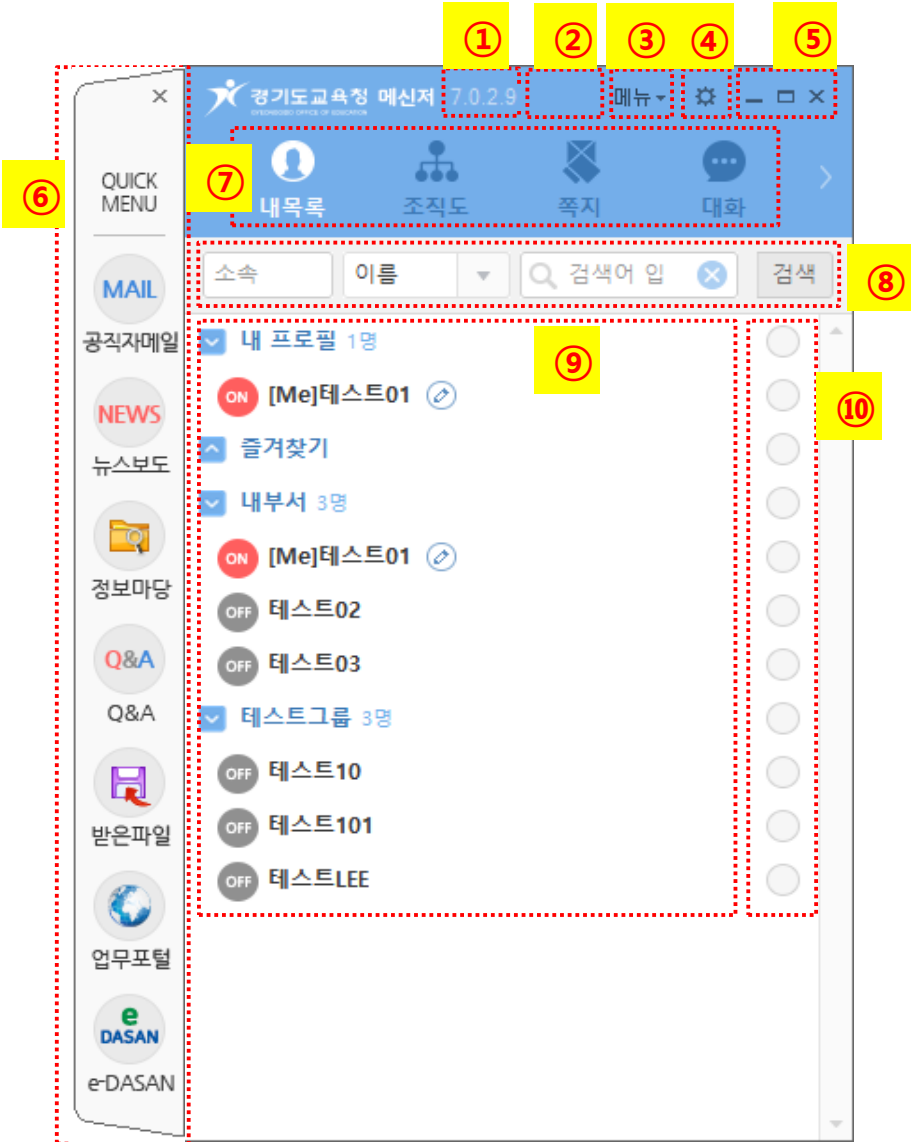 ① ② ③ ④ ⑤
경기도교육청 메신저 7.0.2.9 메뉴
GYEONGGIDO OFFICE OF EDUCATION
⑥
QUICK
MENU
MAIL
공직자메일
NEWS
뉴스보도
정보마당
Q&A
Q&A
받은파일
업무포털
e
DASAN
e-DASAN
⑦
내목록 조직도 쪽지 대화
소속 이름 검색어 입 검색
⑧
내 프로필 1명
⑨
ON [Me]테스트01
⑩
즐겨찾기
내부서 3명
ON [Me]테스트01
OFF 테스트02
OFF 테스트03
테스트그룹 3명
OFF 테스트10
OFF 테스트101
OFF 테스트LEE